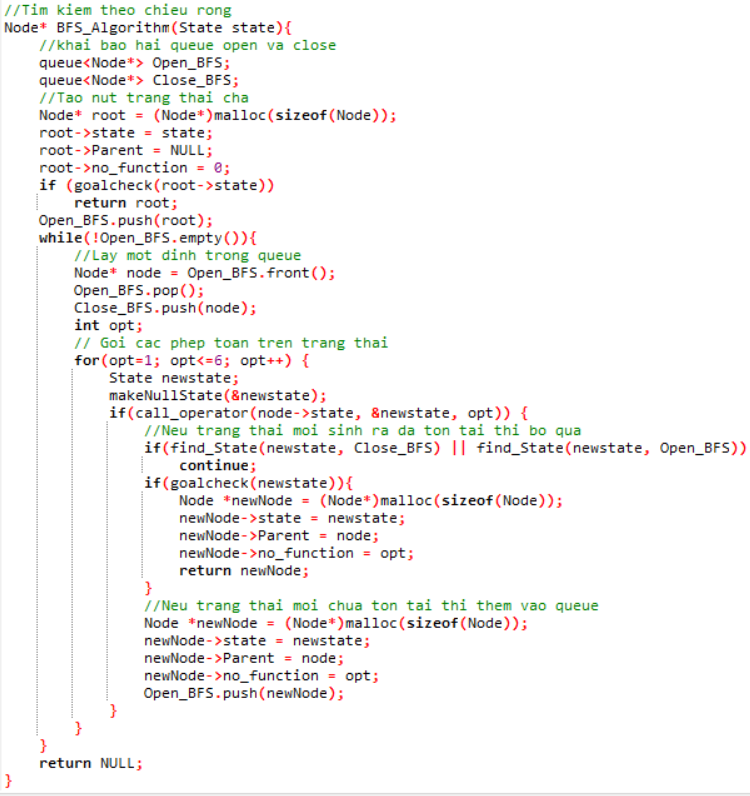 //Tim kiem theo chieu rong
Node* BFS_Algorithm(State state){
    //khai bao hai queue open va close
    queue<Node*> Open_BFS;
    queue<Node*> Close_BFS;
    //Tao nut trang thai cha
    Node* root = (Node*)malloc(sizeof(Node));
    root->state = state;
    root->Parent = NULL;
    root->no_function = 0;
    if (goalcheck(root->state))
        return root;
    Open_BFS.push(root);
    while(!Open_BFS.empty()){
        //Lay mot dinh trong queue
        Node* node = Open_BFS.front();
        Open_BFS.pop();
        Close_BFS.push(node);
        int opt;
        // Goi cac phep toan tren trang thai
        for(opt=1; opt<=6; opt++) {
            State newstate;
            makeNullState(&newstate);
            if(call_operator(node->state, &newstate, opt)) {
                //Neu trang thai moi sinh ra da ton tai thi bo qua
                if(find_State(newstate, Close_BFS) || find_State(newstate, Open_BFS))
                    continue;
                if(goalcheck(newstate)){
                    Node *newNode = (Node*)malloc(sizeof(Node));
                    newNode->state = newstate;
                    newNode->Parent = node;
                    newNode->no_function = opt;
                    return newNode;
                }
                //Neu trang thai moi chua ton tai thi them vao queue
                Node *newNode = (Node*)malloc(sizeof(Node));
                newNode->state = newstate;
                newNode->Parent = node;
                newNode->no_function = opt;
                Open_BFS.push(newNode);
            }
        }
    }
    return NULL;
}